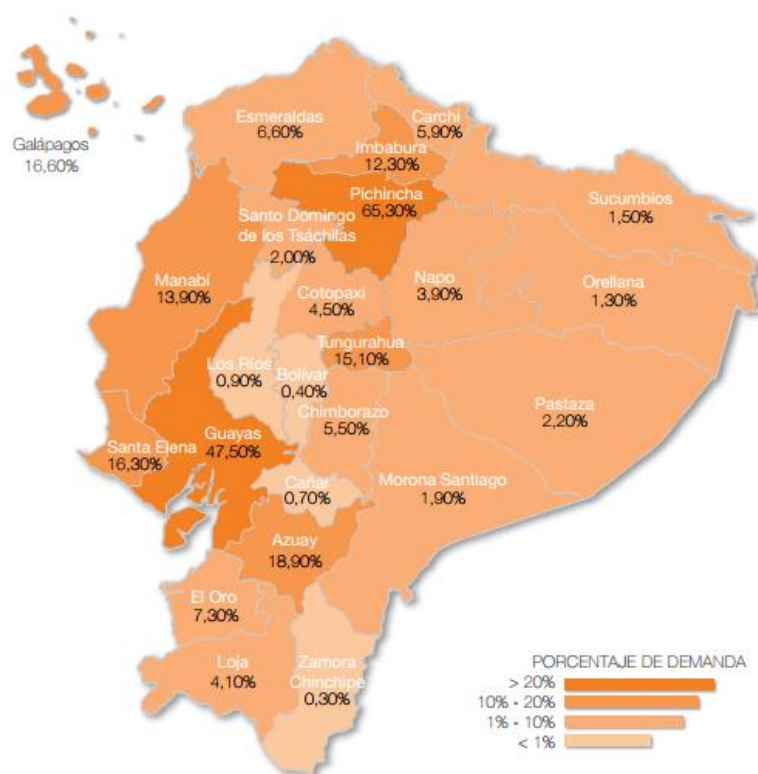 Galápagos
16,60%
Esmeraldas
6,60%
Carchi
5,90%
Imbabura
12,30%
Pichincha
65,30%
Sucumbíos
1,50%
Santo Domingo
de los Tsáchilas
2,00%
Manabí
13,90%
Cotopaxi
4,50%
Napo
3,90%
Orellana
1,30%
Tungurahua
15,10%
Los Ríos
0,90%
Bolívar
0,40%
Chimborazo
5,50%
Pastaza
2,20%
Santa Elena
16,30%
Guayas
47,50%
Cañar
0,70%
Morona Santiago
1,90%
Azuay
18,90%
El Oro
7,30%
Loja
4,10%
Zamora
Chinchipe
0,30%
PORCENTAJE DE DEMANDA
> 20%
10% - 20%
1% - 10%
< 1%